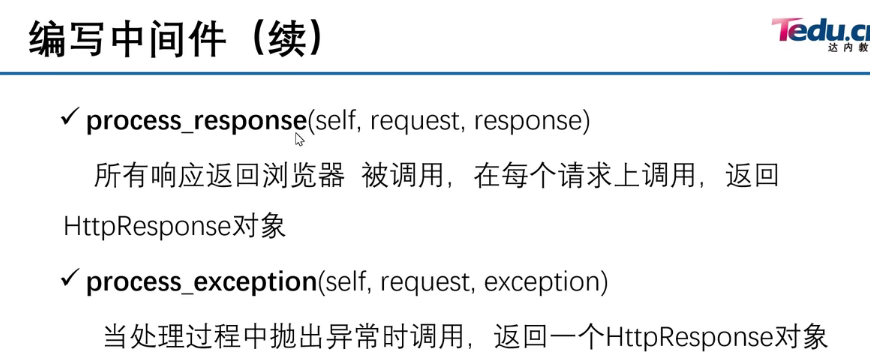 编写中间件（续）
Tedu.cn
达内教
✓ process_response(self, request, response)
所有响应返回浏览器 被调用，在每个请求上调用，返回
HttpResponse对象
✓ process_exception(self, request, exception)
当处理过程中抛出异常时调用，返回一个HttpResponse对象